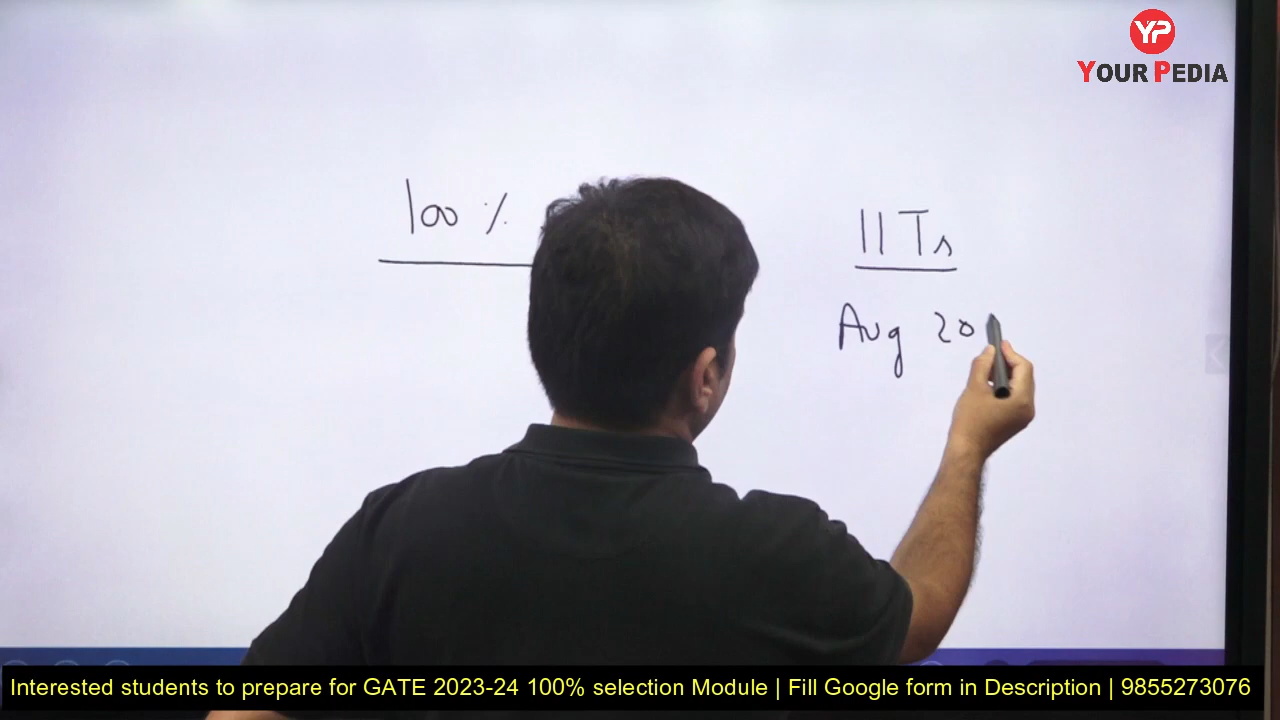 YP
YOUR PEDIA
100 %
IITs
Aug 20
Interested students to prepare for GATE 2023-24 100% selection Module | Fill Google form in Description | 9855273076